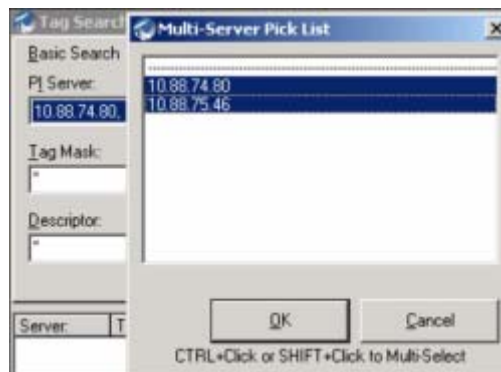 Tag Search
Basic Search
PI Server:
10.88.74.80,
Tag Mask:
*
Descriptor:
*
Server:
T
Multi-Server Pick List
10.88.74.80
10.88.75.46
OK
Cancel
CTRL+Click or SHIFT+Click to Multi-Select